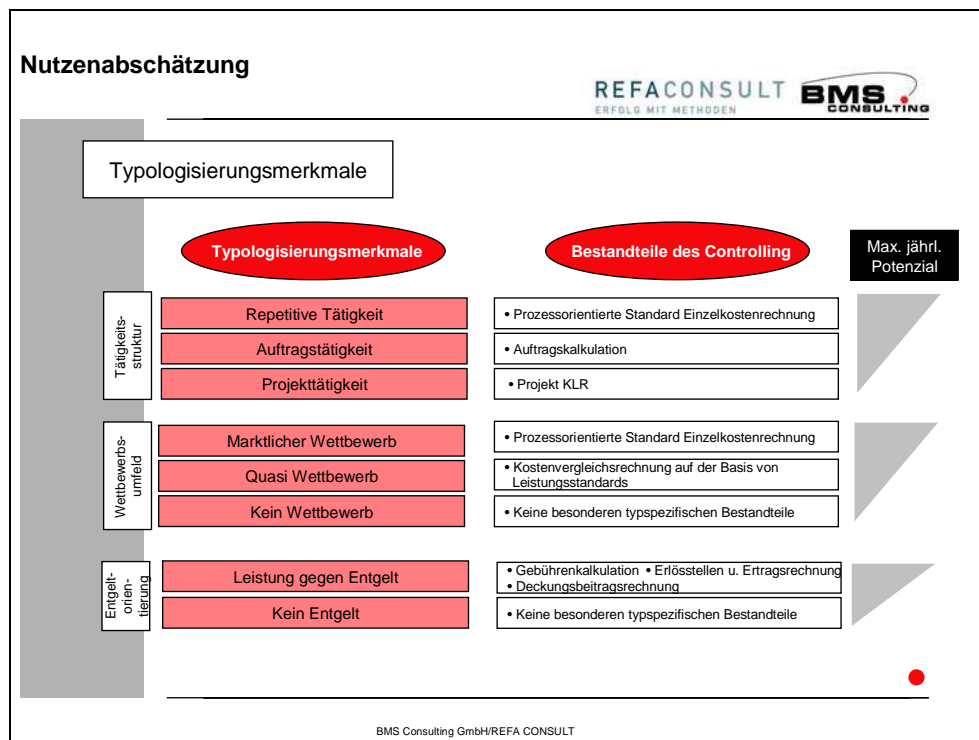 Nutzenabschätzung
REFACONSULT
ERFOLG MIT METHODEN
BMS
CONSULTING
Typologisierungsmerkmale
Typologisierungsmerkmale
Bestandteile des Controlling
Max. jährl.
Potenzial
Tätigkeits-
struktur
Repetitive Tätigkeit
• Prozessorientierte Standard Einzelkostenrechnung
Auftragstätigkeit
• Auftragskalkulation
Projekttätigkeit
• Projekt KLR
Wettbewerbs-
umfeld
Marktlicher Wettbewerb
• Prozessorientierte Standard Einzelkostenrechnung
Quasi Wettbewerb
• Kostenvergleichsrechnung auf der Basis von
Leistungsstandards
Kein Wettbewerb
• Keine besonderen typspezifischen Bestandteile
Entgelt-
orien-
tierung
Leistung gegen Entgelt
• Gebührenkalkulation • Erlösstellen u. Ertragsrechnung
• Deckungsbeitragsrechnung
Kein Entgelt
• Keine besonderen typspezifischen Bestandteile
BMS Consulting GmbH/REFA CONSULT